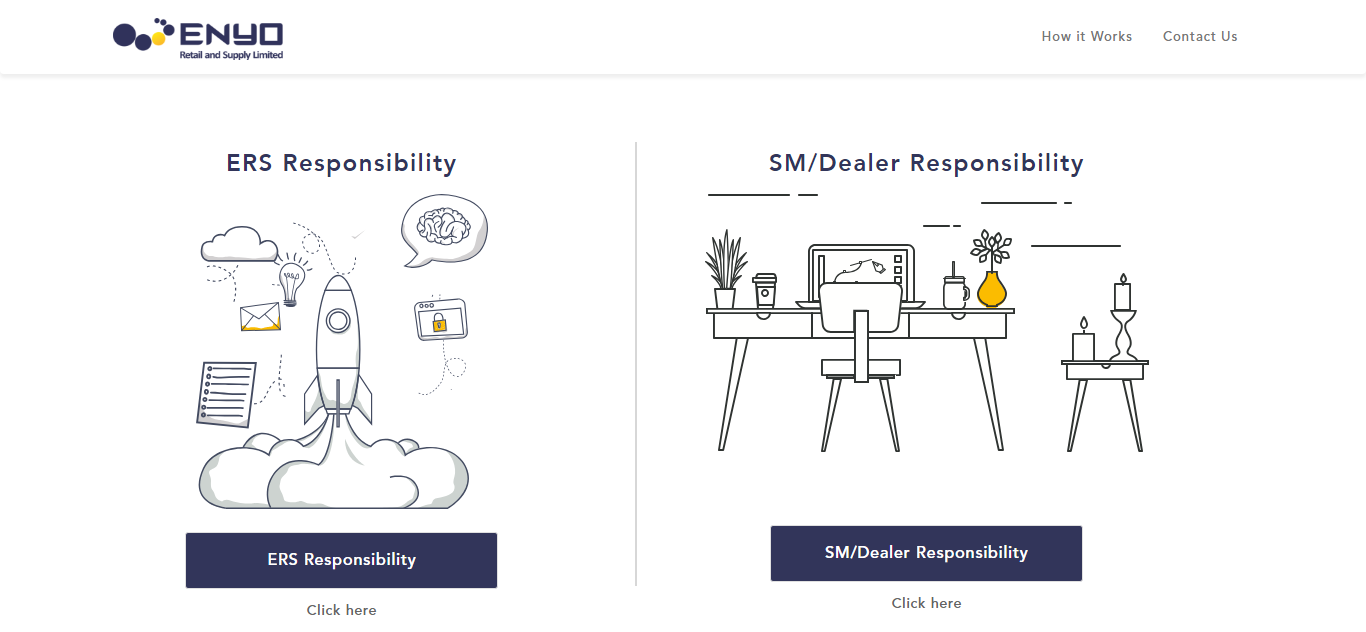 ENYO
Retail and Supply Limited
How it Works
Contact Us
ERS Responsibility
SM/Dealer Responsibility
ERS Responsibility
Click here
SM/Dealer Responsibility
Click here